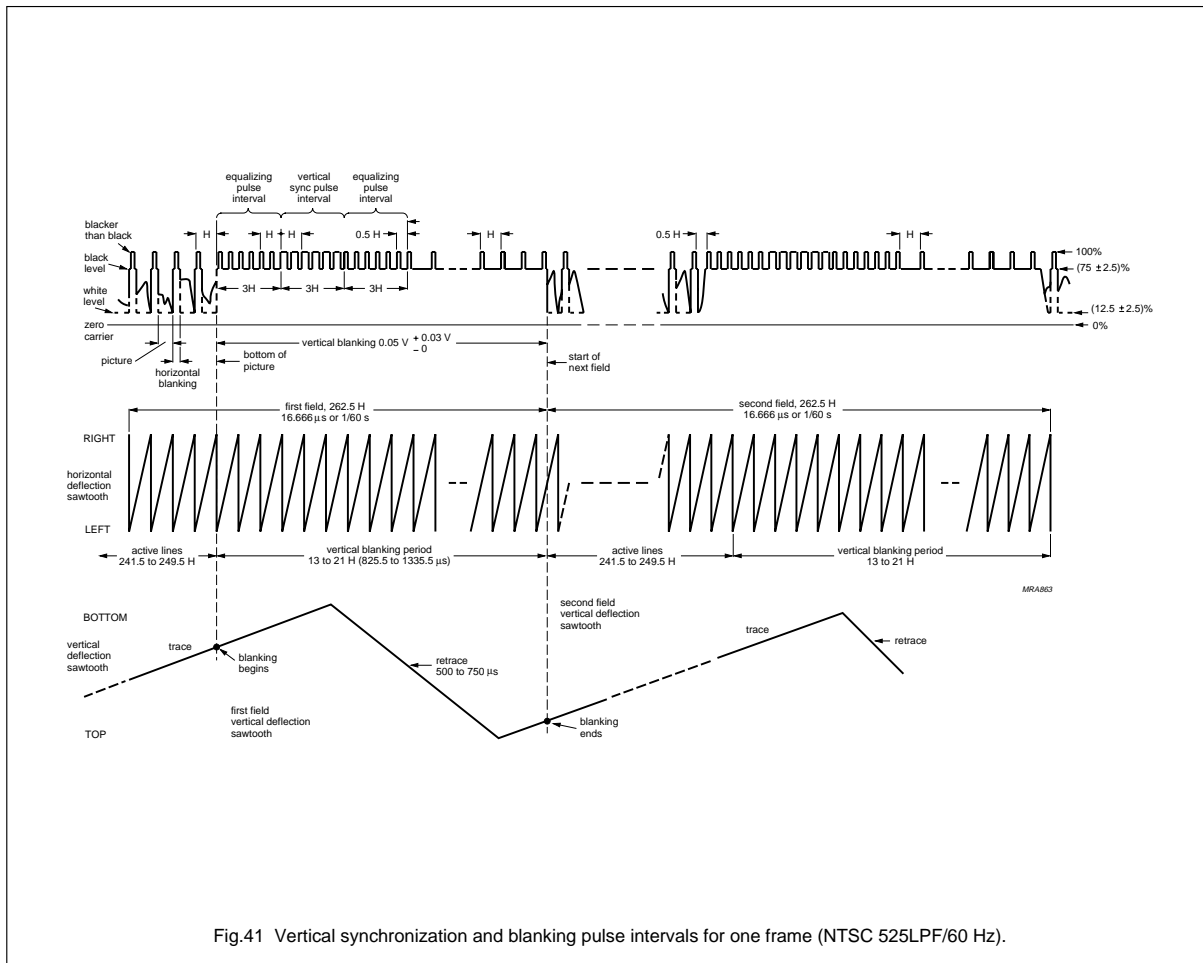 equalizing
pulse
interval
vertical
sync pulse
interval
equalizing
pulse
interval
blacker
than black
H
H
H
0.5 H
H
0.5 H
H
100%
black
level
(75 ±2.5)%
3H
3H
3H
white
level
(12.5 ±2.5)%
zero
carrier
0%
picture
horizontal
blanking
vertical blanking 0.05 V + 0.03 V
– 0
bottom of
picture
start of
next field
first field, 262.5 H
16.666 μs or 1/60 s
second field, 262.5 H
16.666 μs or 1/60 s
RIGHT
horizontal
deflection
sawtooth
LEFT
active lines
241.5 to 249.5 H
vertical blanking period
13 to 21 H (825.5 to 1335.5 μs)
active lines
241.5 to 249.5 H
vertical blanking period
13 to 21 H
MRA863
BOTTOM
second field
vertical deflection
sawtooth
vertical
deflection
sawtooth
trace
blanking
begins
retrace
500 to 750 μs
trace
retrace
first field
vertical deflection
sawtooth
TOP
blanking
ends
Fig.41 Vertical synchronization and blanking pulse intervals for one frame (NTSC 525LPF/60 Hz).